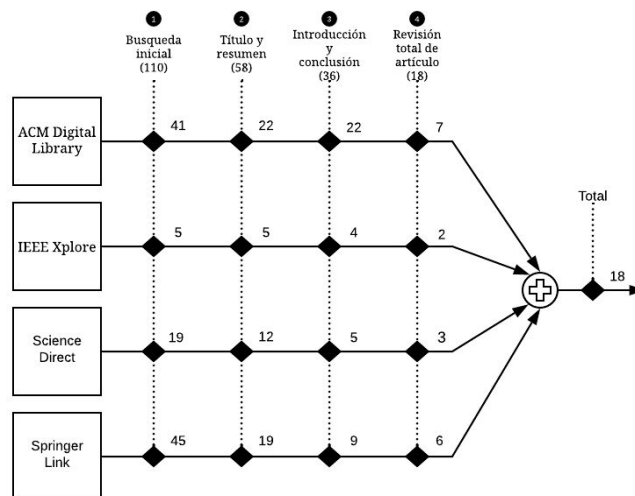 1
Busqueda
inicial
(110)
2
Título y
resumen
(58)
3
Introducción
y
conclusión
(36)
4
Revisión
total de
artículo
(18)
ACM Digital
Library
41
22
22
7
IEEE Xplore
5
5
4
2
Total
18
Science
Direct
19
12
5
3
Springer
Link
45
19
9
6